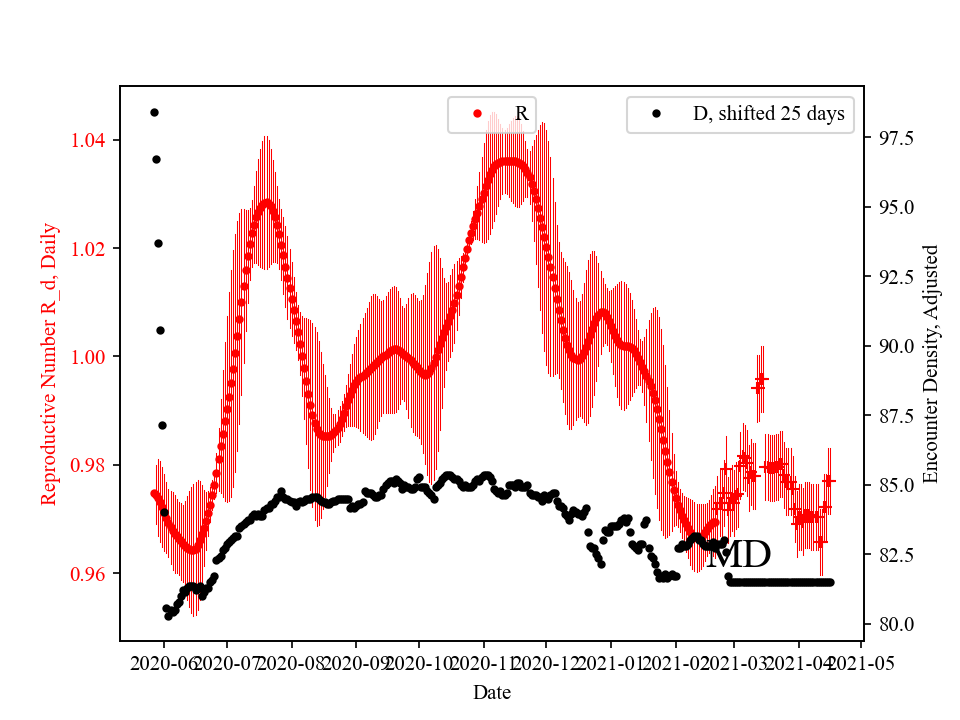 R
D, shifted 25 days
1.04
1.02
1.00
0.98
0.96
Reproductive Number R_d, Daily
97.5
95.0
92.5
90.0
87.5
85.0
82.5
80.0
Encounter Density, Adjusted
MD
2020-06 2020-07 2020-08 2020-09 2020-10 2020-11 2020-12 2021-01 2021-02 2021-03 2021-04 2021-05
Date